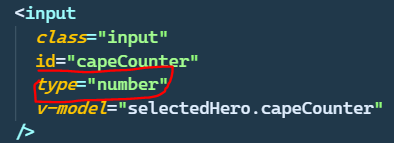 <input
class="input"
id="capeCounter"
type="number"
v-model="selectedHero.capeCounter"
/>